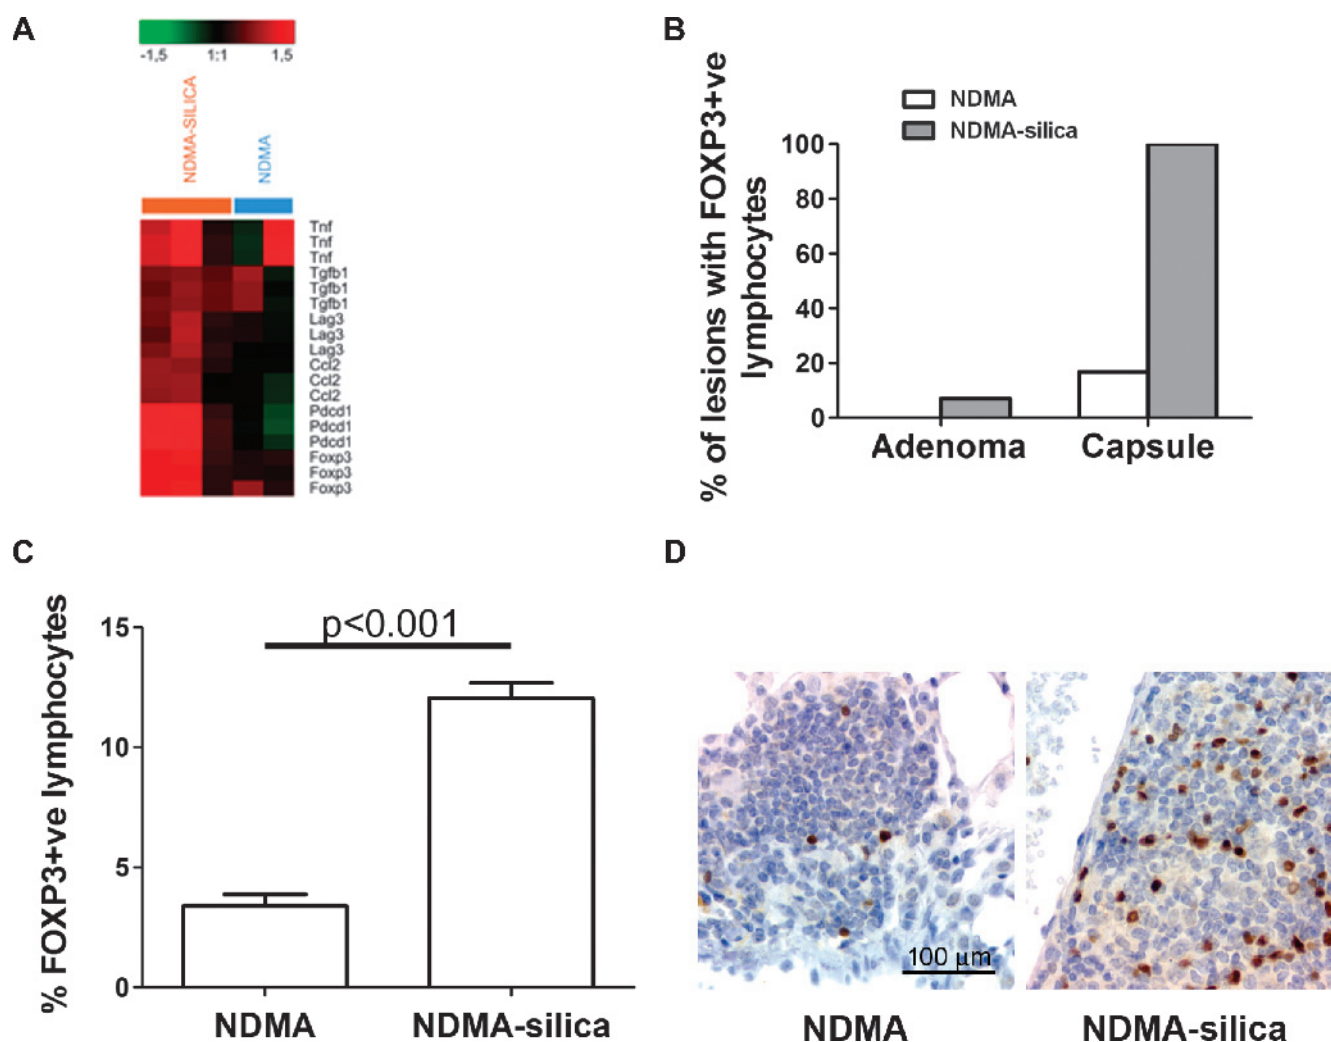 A
-1,5 1:1 1,5
NDMA-SILICA
NDMA
Tnf
Tnf
Tnf
Tgfb1
Tgfb1
Tgfb1
Lag3
Lag3
Lag3
Ccl2
Ccl2
Ccl2
Pdcd1
Pdcd1
Pdcd1
Foxp3
Foxp3
Foxp3
B
% of lesions with FOXP3+ve
lymphocytes
NDMA
NDMA-silica
100
80
60
40
20
0
Adenoma Capsule
C
% FOXP3+ve lymphocytes
p<0.001
15
10
5
0
NDMA NDMA-silica
D
100 µm
NDMA NDMA-silica